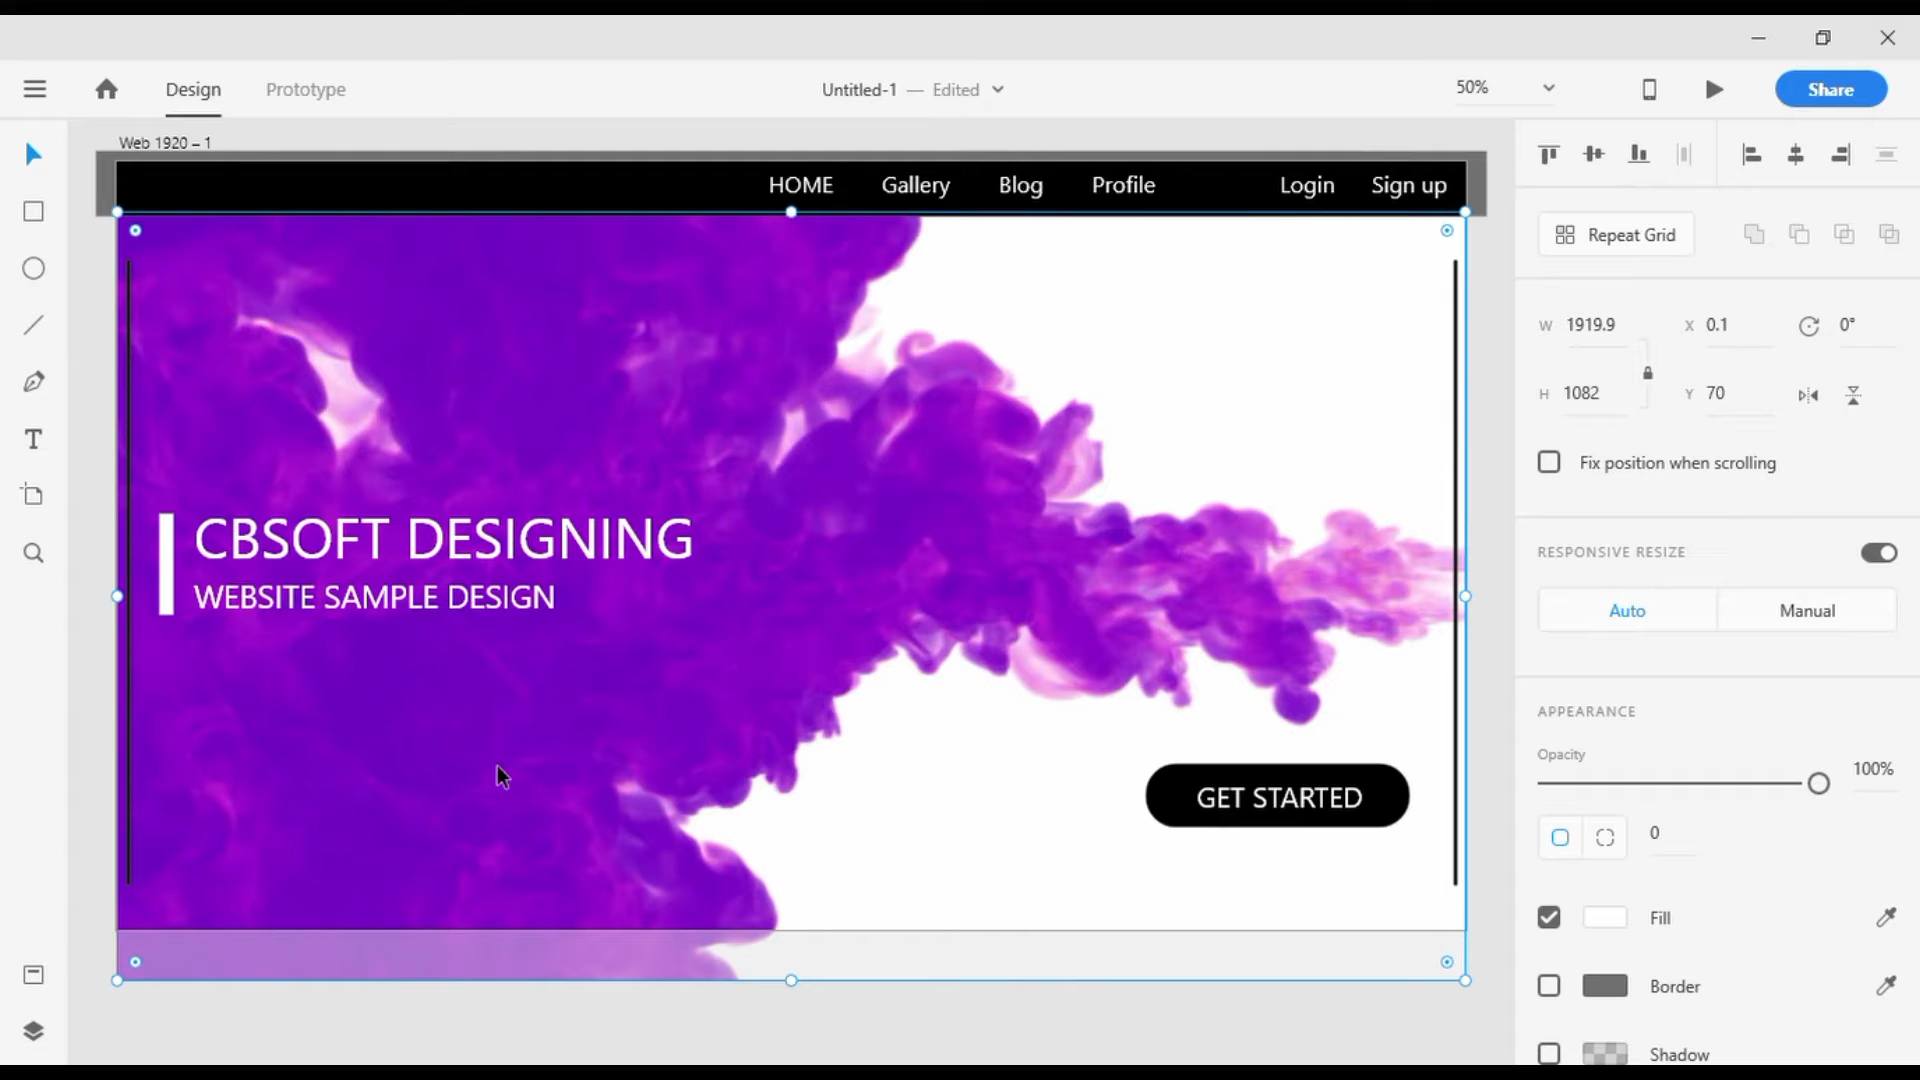 Design Prototype Untitled-1 — Edited 50% Share
Web 1920 – 1
HOME Gallery Blog Profile Login Sign up
Repeat Grid
W 1919.9 X 0.1 0°
H 1082 Y 70
Fix position when scrolling
CBSOFT DESIGNING
WEBSITE SAMPLE DESIGN
RESPONSIVE RESIZE
Auto Manual
APPEARANCE
Opacity
100%
GET STARTED
0
Fill
Border
Shadow